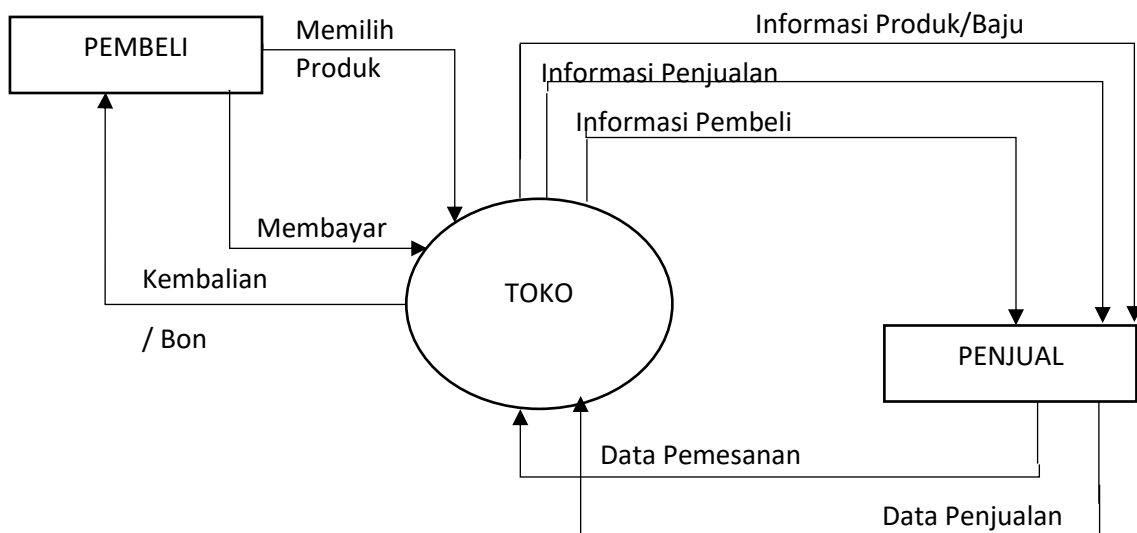 PEMBELI
Memilih
Produk
Informasi Produk/Baju
Informasi Penjualan
Informasi Pembeli
Membayar
Kembalian
/ Bon
TOKO
PENJUAL
Data Pemesanan
Data Penjualan